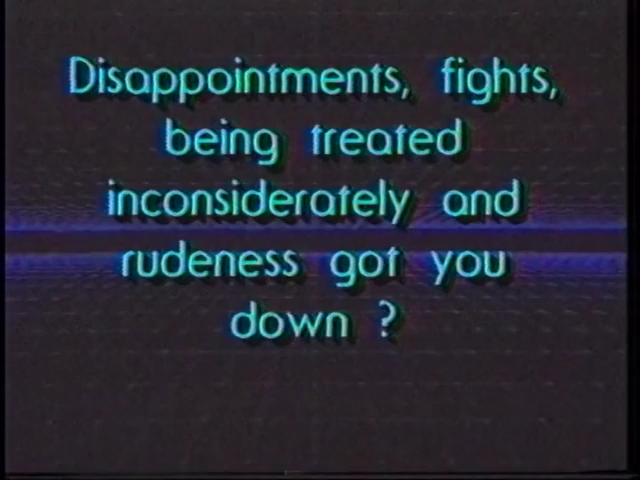 Disappointments, fights,
being treated
inconsiderately and
rudeness got you
down ?